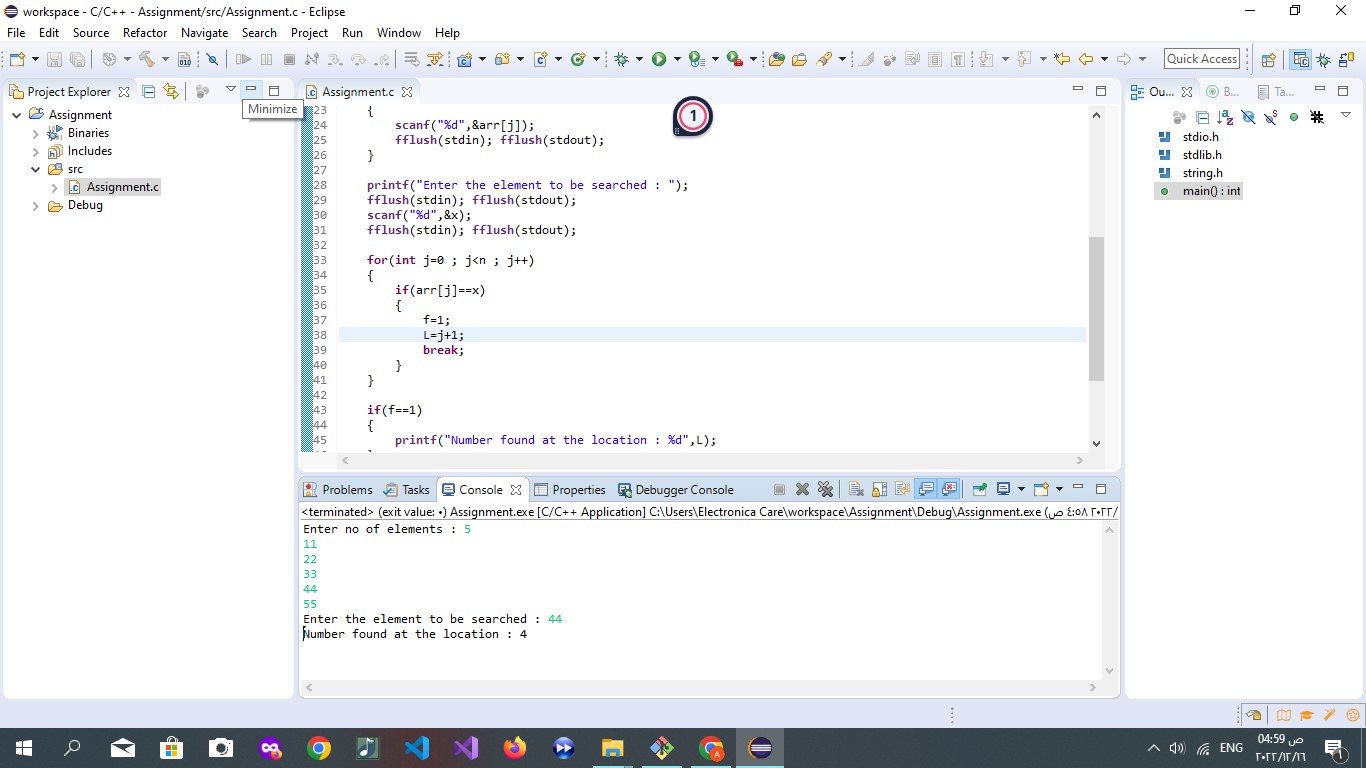 workspace - C/C++ - Assignment/src/Assignment.c - Eclipse
File Edit Source Refactor Navigate Search Project Run Window Help
Quick Access
Project Explorer
Minimize
Assignment
Binaries
Includes
src
Assignment.c
Debug
Assignment.c
1
23 {
24 scanf("%d",&arr[j]);
25 fflush(stdin); fflush(stdout);
26 }
27
28 printf("Enter the element to be searched : ");
29 fflush(stdin); fflush(stdout);
30 scanf("%d",&x);
31 fflush(stdin); fflush(stdout);
32
33 for(int j=0 ; j<n ; j++)
34 {
35 if(arr[j]==x)
36 {
37 f=1;
38 L=j+1;
39 break;
40 }
41 }
42
43 if(f==1)
44 {
45 printf("Number found at the location : %d",L);
Ou... B... Ta...
stdio.h
stdlib.h
string.h
main() : int
Problems Tasks Console Properties Debugger Console
<terminated> (exit value: ٠) Assignment.exe [C/C++ Application] C:\Users\Electronica Care\workspace\Assignment\Debug\Assignment.exe (ص ٤:٥٨ ٢٠٢٢/
Enter no of elements : 5
11
22
33
44
55
Enter the element to be searched : 44
Number found at the location : 4
ENG
04:59 ص
٢٠٢٢/١٢/١٦
1